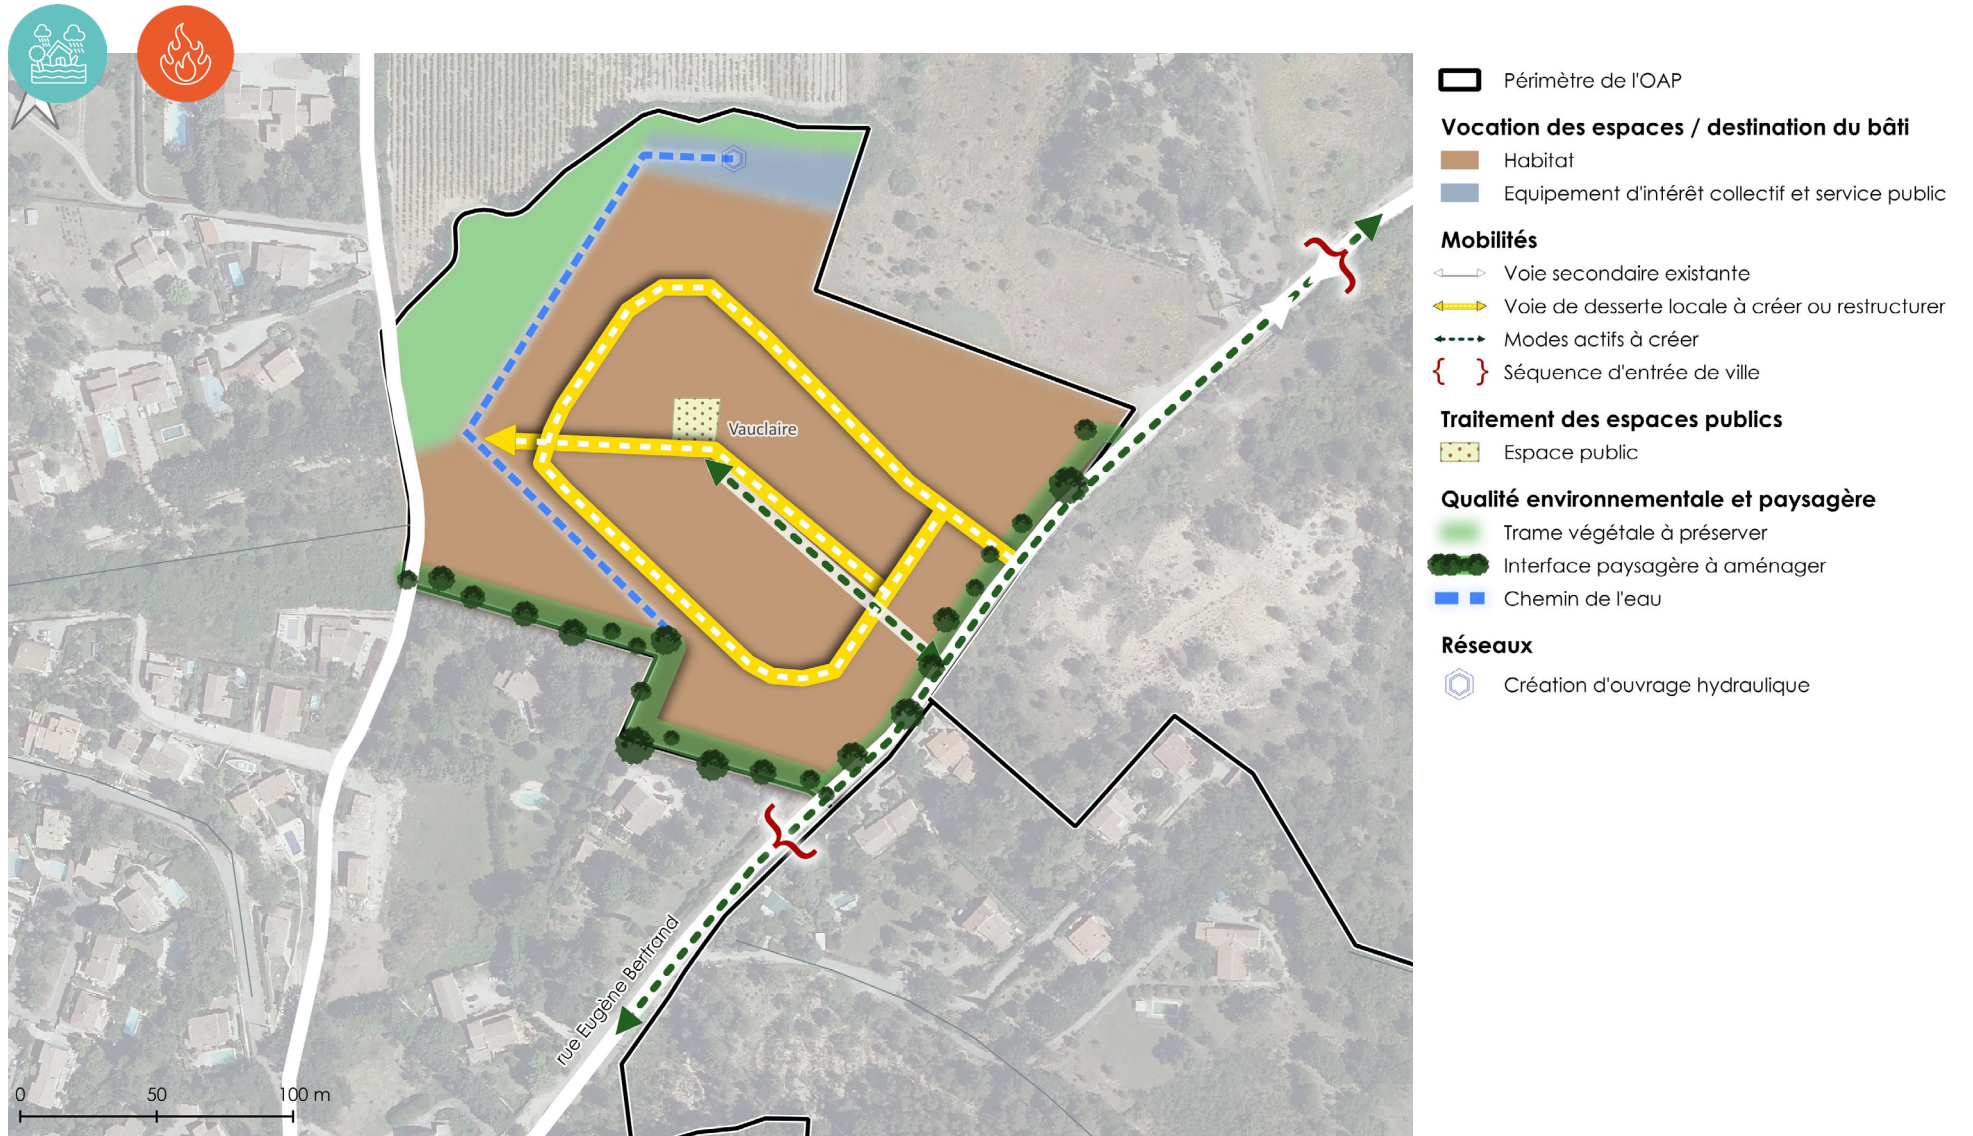 Périmètre de l'OAP
Vocation des espaces / destination du bâti
Habitat
Equipement d'intérêt collectif et service public
Mobilités
Voie secondaire existante
Voie de desserte locale à créer ou restructurer
Modes actifs à créer
Séquence d'entrée de ville
Traitement des espaces publics
Espace public
Qualité environnementale et paysagère
Trame végétale à préserver
Interface paysagère à aménager
Chemin de l'eau
Réseaux
Création d'ouvrage hydraulique
Vauclaire
rue Eugène Bertrand
0 50 100 m